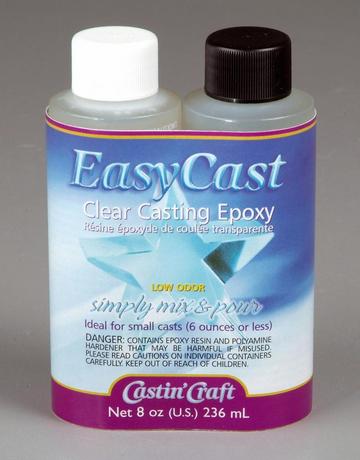 EasyCast
Clear Casting Epoxy
Résine époxyde de coulée transparente
LOW ODOR
simply mix & pour
Ideal for small casts (6 ounces or less)
DANGER: CONTAINS EPOXY RESIN AND POLYAMINE
HARDENER THAT MAY BE HARMFUL IF MISUSED.
PLEASE READ CAUTIONS ON INDIVIDUAL CONTAINERS
CAREFULLY. KEEP OUT OF REACH OF CHILDREN.
Castin' Craft
Net 8 oz (U.S.) 236 mL